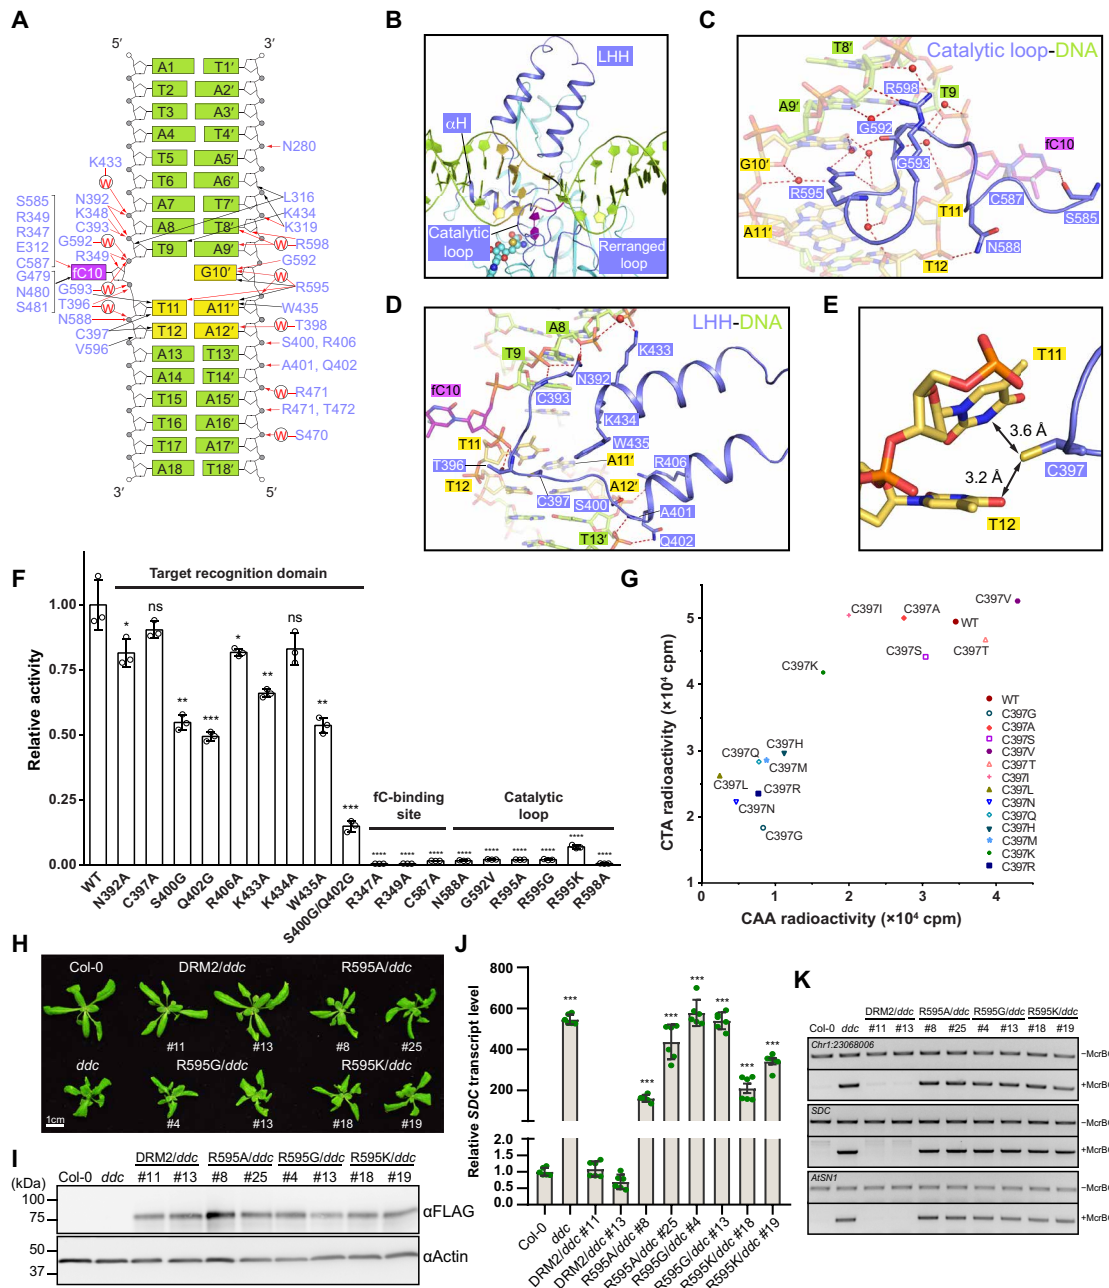 A
5′ 3′
A1 T1′
T2 A2′
T3 A3′
A4 T4′
T5 A5′
T6 A6′
A7 T7′
A8 T8′
T9 A9′
fC10 G10′
T11 A11′
T12 A12′
A13 T13′
A14 T14′
T15 A15′
T16 A16′
T17 A17′
A18 T18′
3′ 5′
K433
W
S585 N392
R349 K348
R347 C393
E312 G592 W
C587 R349
G479 G593 W
N480 T396 W
S481 N588
C397
V596
N280
L316
K434
K319
R598
W
G592
W
R595
W
W435
W T398
S400, R406
A401, Q402
W R471
R471, T472
W S470
B
LHH
αH
Catalytic
loop
Rerranged
loop
C
Catalytic loop-DNA
T8′
R598
T9
A9′
G592
fC10
G593
G10′
R595
T11
C587
S585
A11′
N588
T12
D
LHH-DNA
A8
K433
T9
N392
fC10
C393
K434
T11
W435
T396
A11′
R406
T12
C397
A12′
S400
A401
T13′
Q402
E
T11
3.6 Å
C397
3.2 Å
T12
F
Target recognition domain
fC-binding
site
Catalytic
loop
Relative activity
1.00
0.75
0.50
0.25
0.00
* ns ** *** * ** ns ** *** **** **** **** **** **** **** **** **** ****
WT
N392A
C397A
S400G
Q402G
R406A
K433A
K434A
W435A
S400G/Q402G
R347A
R349A
C587A
N588A
G592V
R595A
R595G
R595K
R598A
G
CTA radioactivity (×10⁴ cpm)
5
4
3
2
1
0 1 2 3 4
CAA radioactivity (×10⁴ cpm)
C397V
C397I C397A
WT
C397S C397T
C397K
C397H
C397Q
C397M
C397L
C397R
C397N
C397G
WT
C397G
C397A
C397S
C397V
C397T
C397I
C397L
C397N
C397Q
C397H
C397M
C397K
C397R
H
Col-0 DRM2/ddc R595A/ddc
#11 #13 #8 #25
ddc R595G/ddc R595K/ddc
1cm #4 #13 #18 #19
I
DRM2/ddc R595A/ddc R595G/ddc R595K/ddc
(kDa) Col-0 ddc #11 #13 #8 #25 #4 #13 #18 #19
100
75
αFLAG
50
37
αActin
J
Relative SDC transcript level
800
600
400
200
2.0
1.5
1.0
0.5
0.0
*** *** *** *** *** *** ***
Col-0
ddc
DRM2/ddc #11
DRM2/ddc #13
R595A/ddc #8
R595A/ddc #25
R595G/ddc #4
R595G/ddc #13
R595K/ddc #18
R595K/ddc #19
K
DRM2/ddc R595A/ddc R595G/ddc R595K/ddc
Col-0 ddc #11 #13 #8 #25 #4 #13 #18 #19
Chr1:23068006
−McrBC
+McrBC
SDC
−McrBC
+McrBC
AtSN1
−McrBC
+McrBC